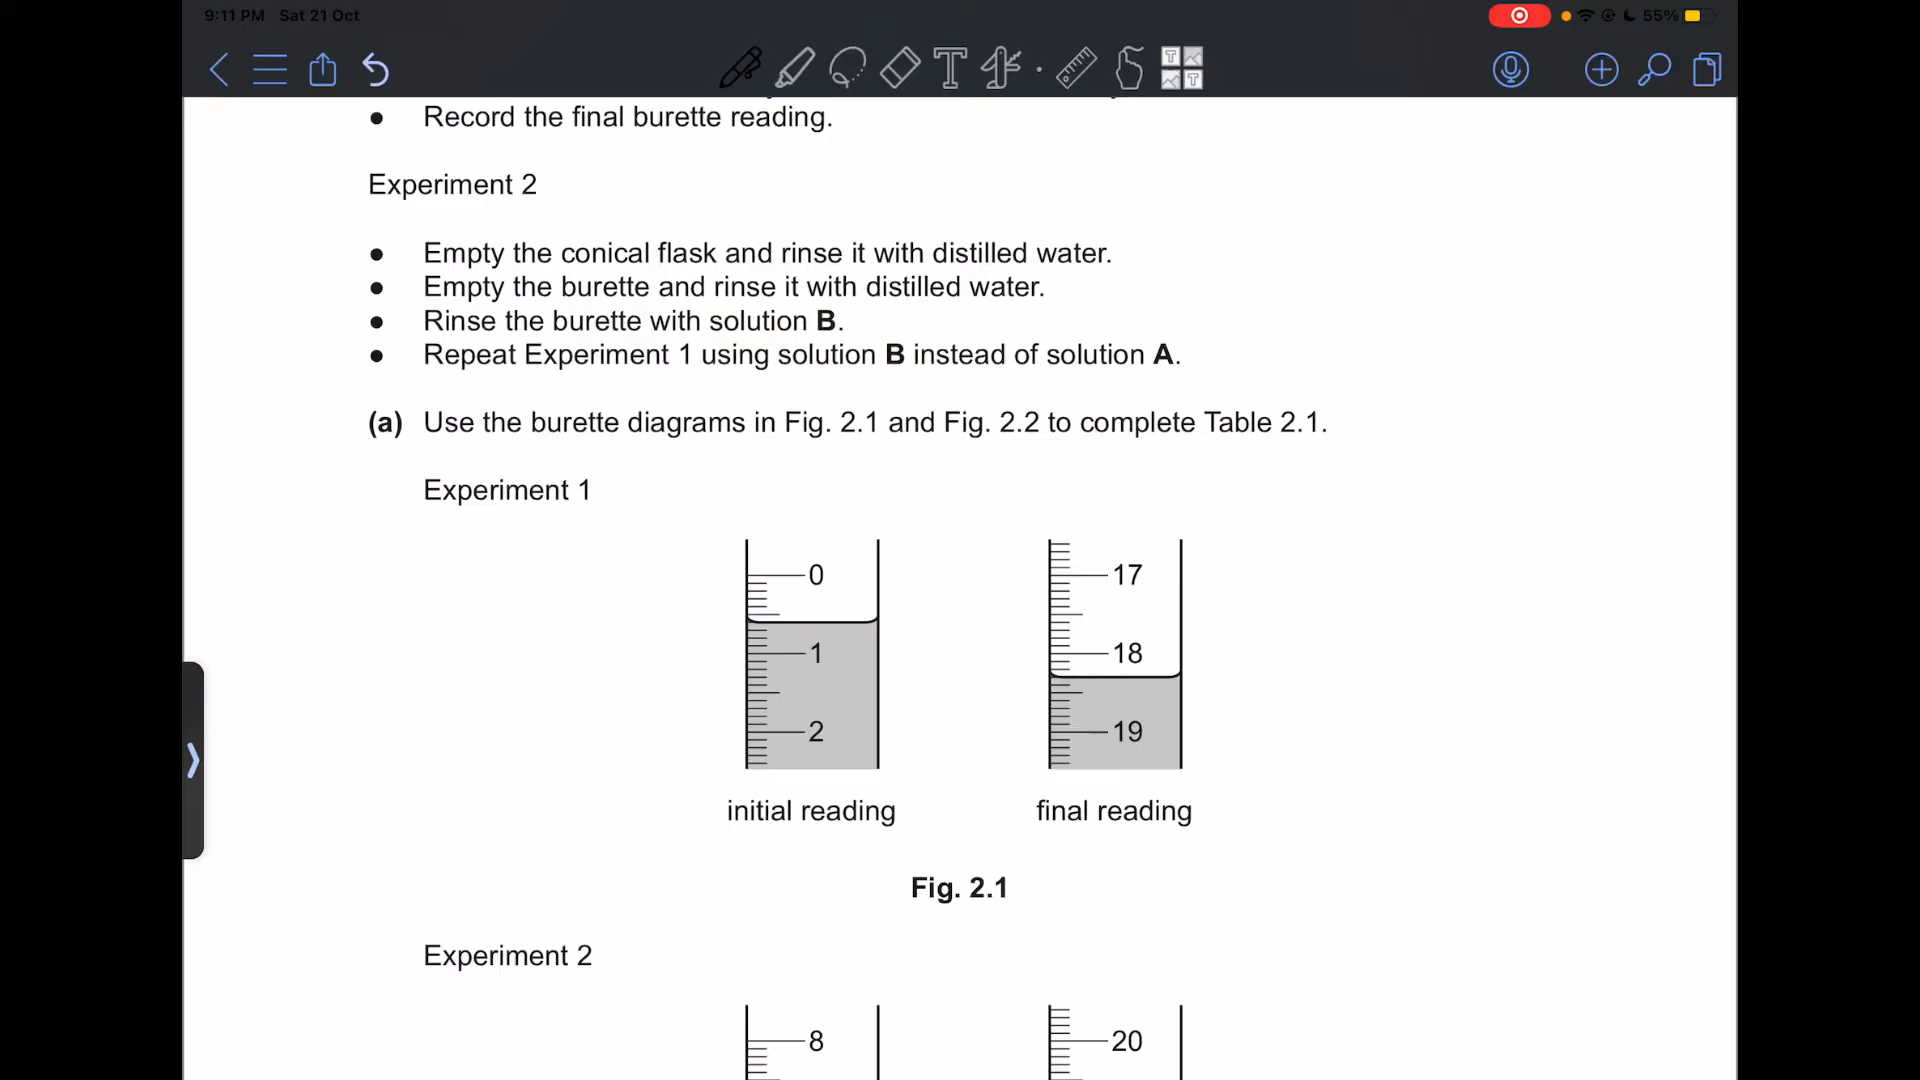 9:11 PM Sat 21 Oct
55%
• Record the final burette reading.
Experiment 2
• Empty the conical flask and rinse it with distilled water.
• Empty the burette and rinse it with distilled water.
• Rinse the burette with solution B.
• Repeat Experiment 1 using solution B instead of solution A.
(a) Use the burette diagrams in Fig. 2.1 and Fig. 2.2 to complete Table 2.1.
Experiment 1
0 17
1 18
2 19
initial reading final reading
Fig. 2.1
Experiment 2
8 20